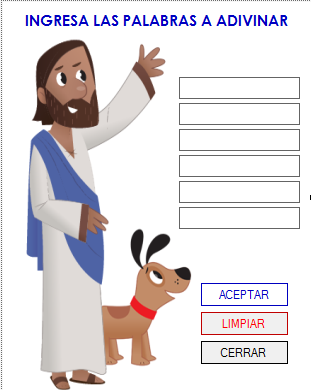 INGRESA LAS PALABRAS A ADIVINAR
ACEPTAR
LIMPIAR
CERRAR